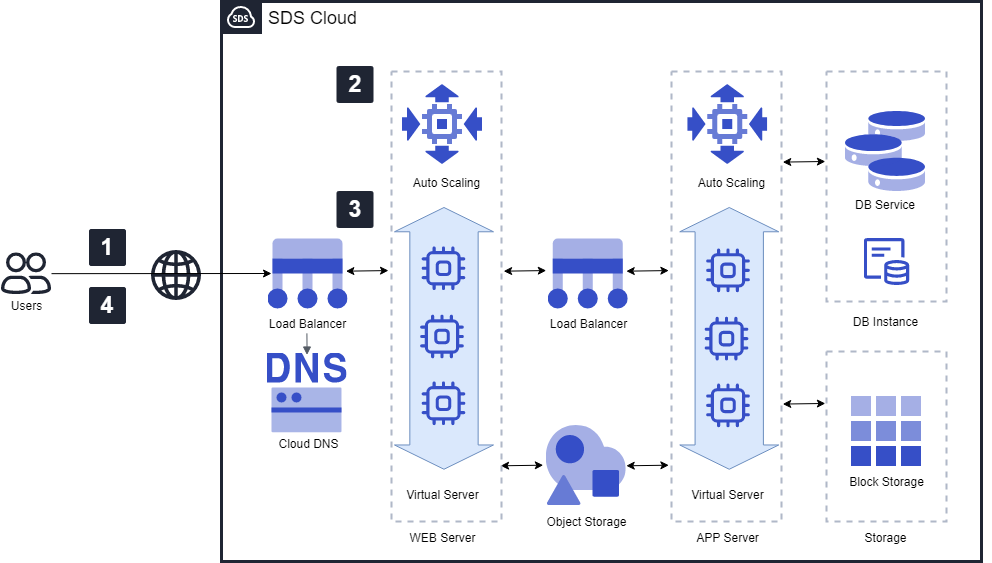 SDS
SDS Cloud
2
Auto Scaling
Auto Scaling
DB Service
3
1
4
Users
Load Balancer
Load Balancer
DB Instance
DNS
Cloud DNS
Virtual Server
Virtual Server
Block Storage
Object Storage
WEB Server
APP Server
Storage